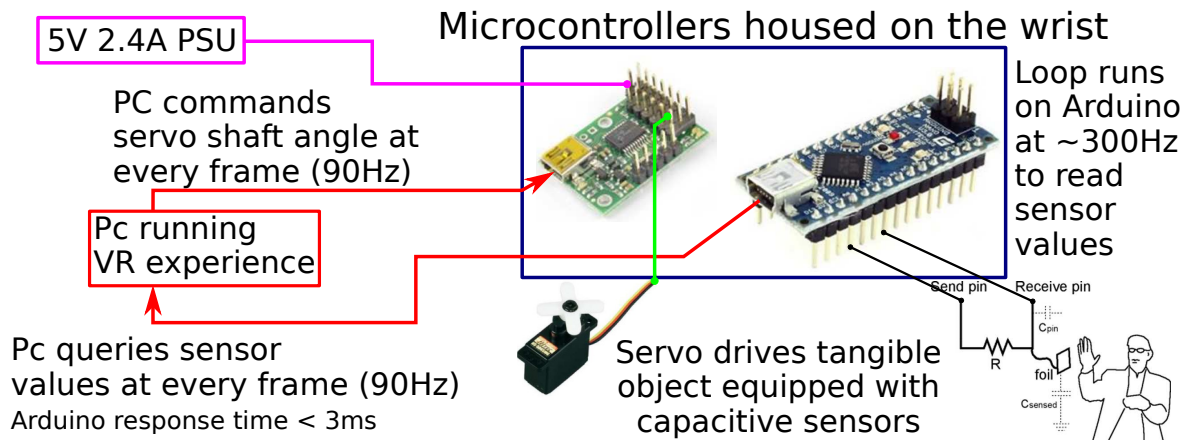 Microcontrollers housed on the wrist
5V 2.4A PSU
PC commands
servo shaft angle at
every frame (90Hz)
Pc running
VR experience
Pc queries sensor
values at every frame (90Hz)
Arduino response time < 3ms
Loop runs
on Arduino
at ~300Hz
to read
sensor
values
Send pin
Receive pin
Cpin
R
foil
Csensed
Servo drives tangible
object equipped with
capacitive sensors